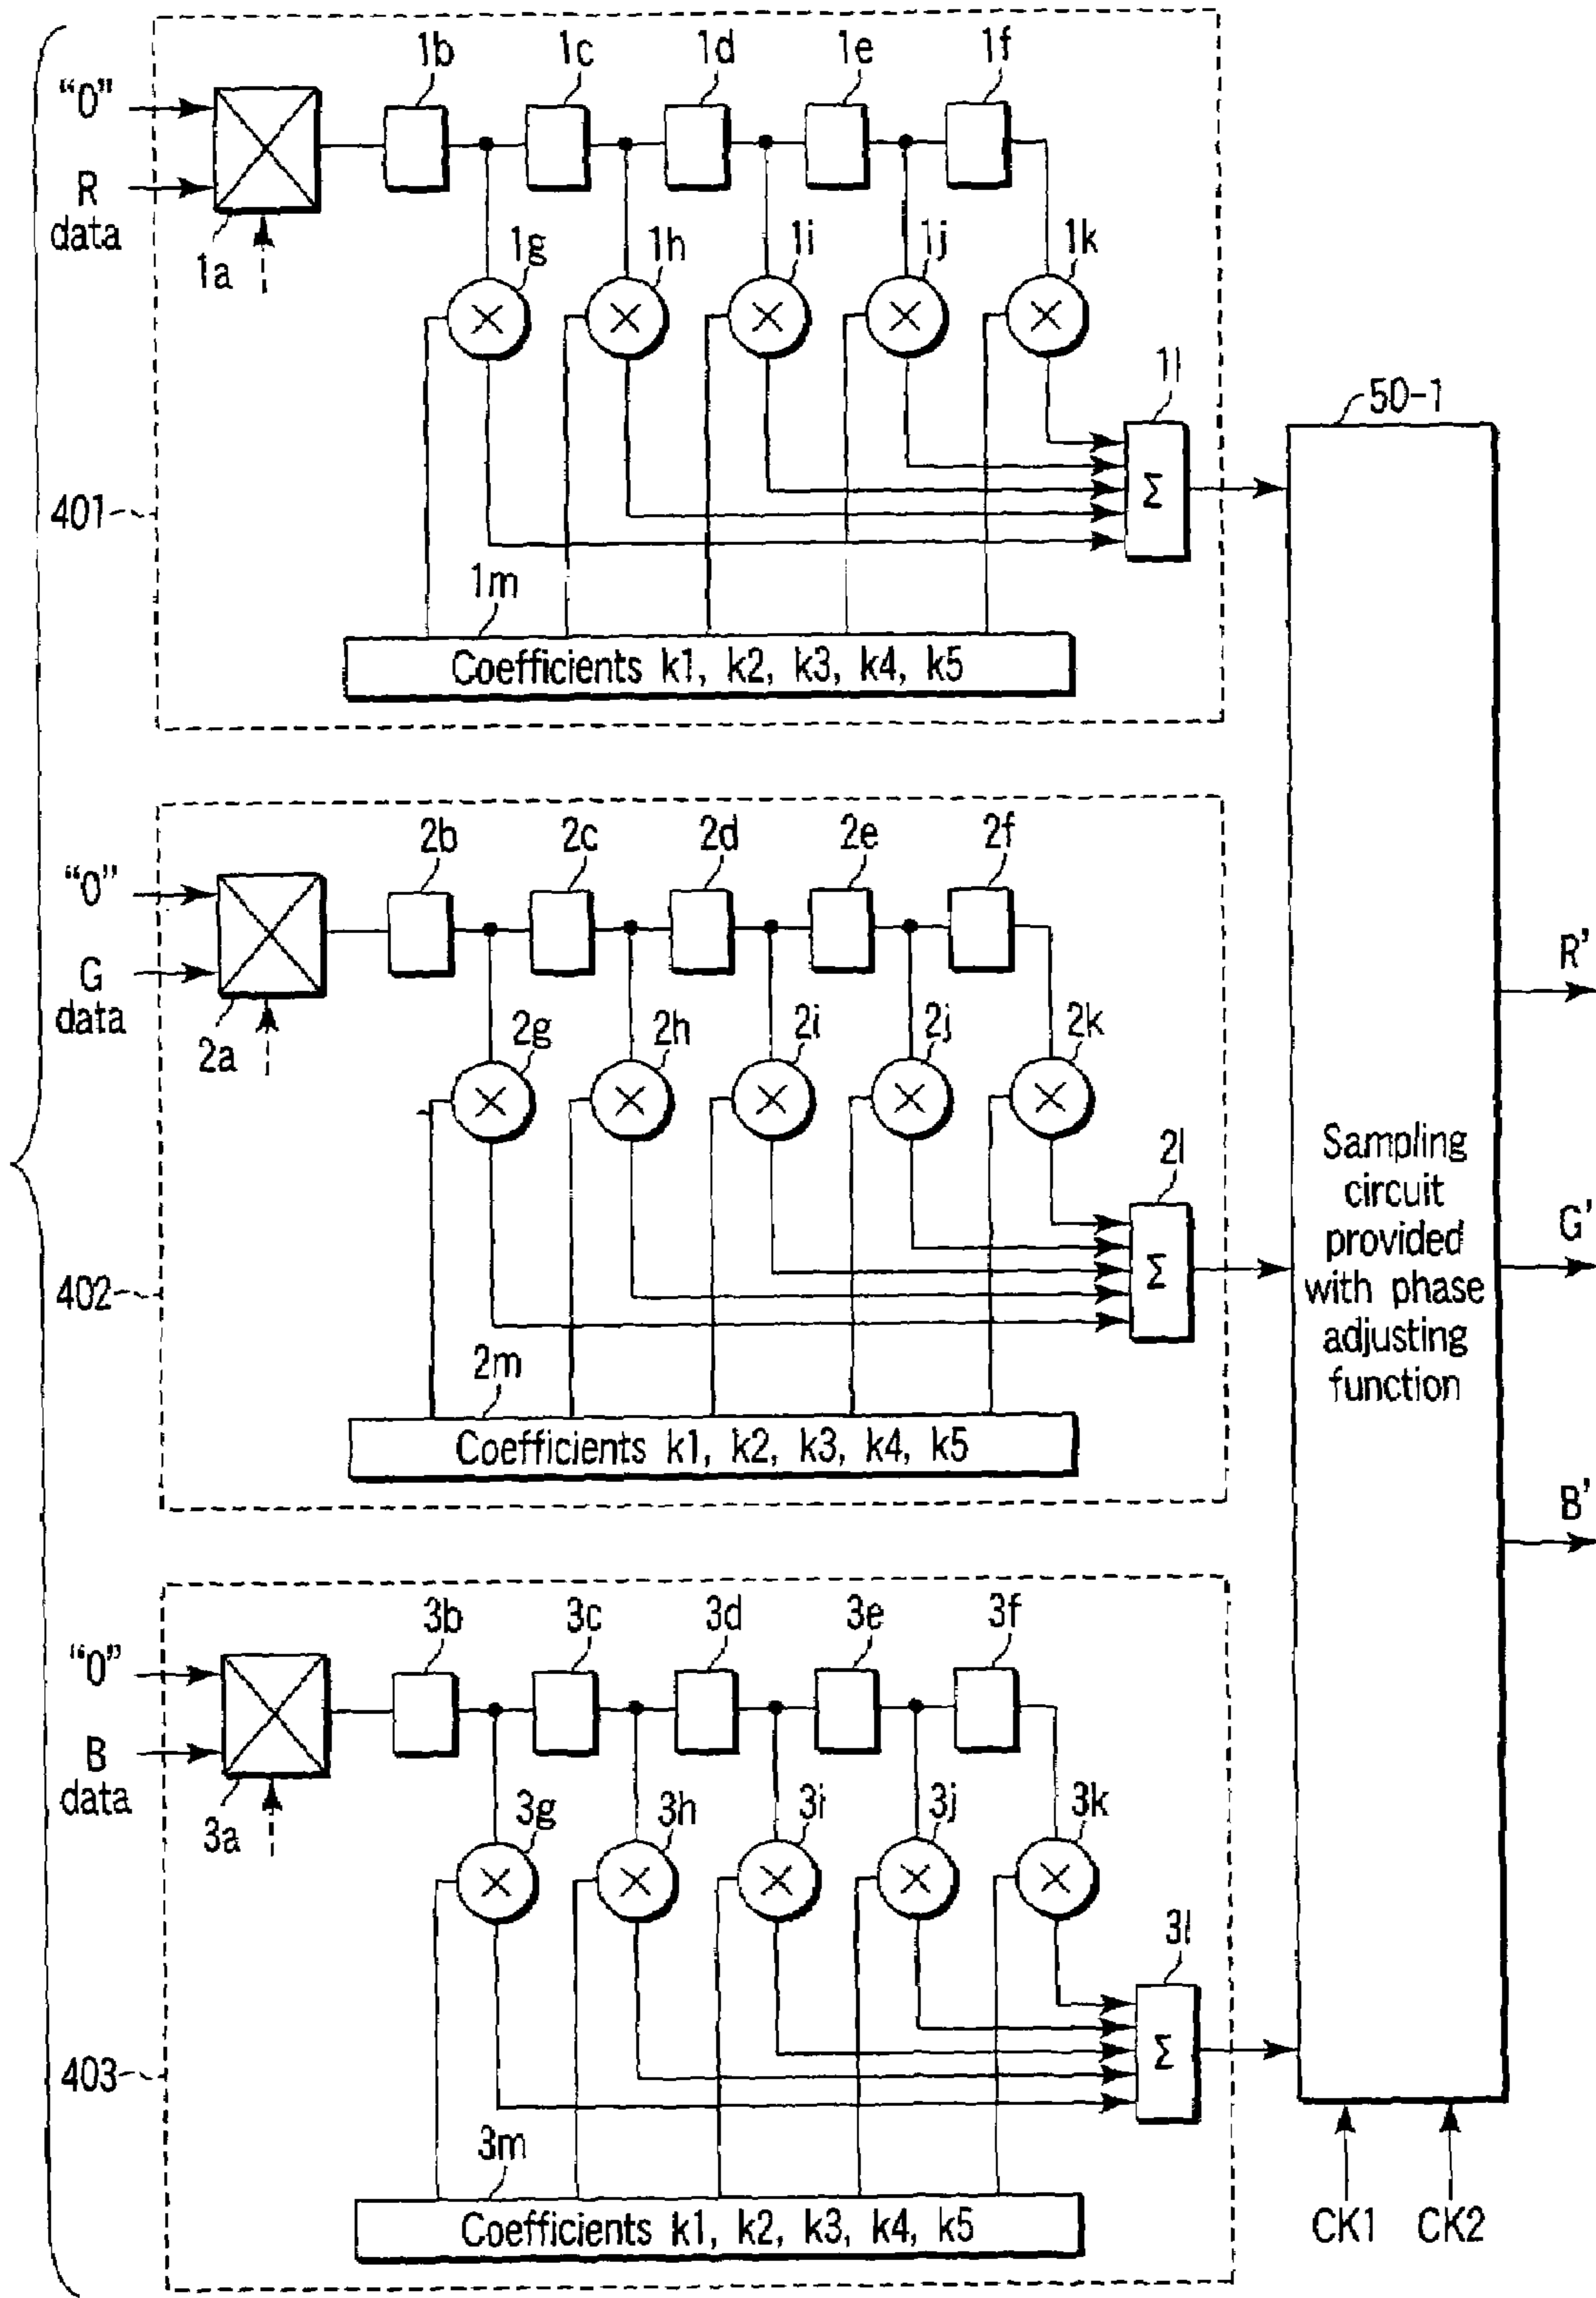 1b 1c 1d 1e 1f
“0”
R
data
1a
1g 1h 1i 1j 1k
1l
Σ
401
1m
Coefficients k1, k2, k3, k4, k5
50-1
2b 2c 2d 2e 2f
“0”
G
data
2a
2g 2h 2i 2j 2k
2l
Σ
402
2m
Coefficients k1, k2, k3, k4, k5
Sampling
circuit
provided
with phase
adjusting
function
R'
G'
B'
3b 3c 3d 3e 3f
“0”
B
data
3a
3g 3h 3i 3j 3k
3l
Σ
403
3m
Coefficients k1, k2, k3, k4, k5
CK1 CK2